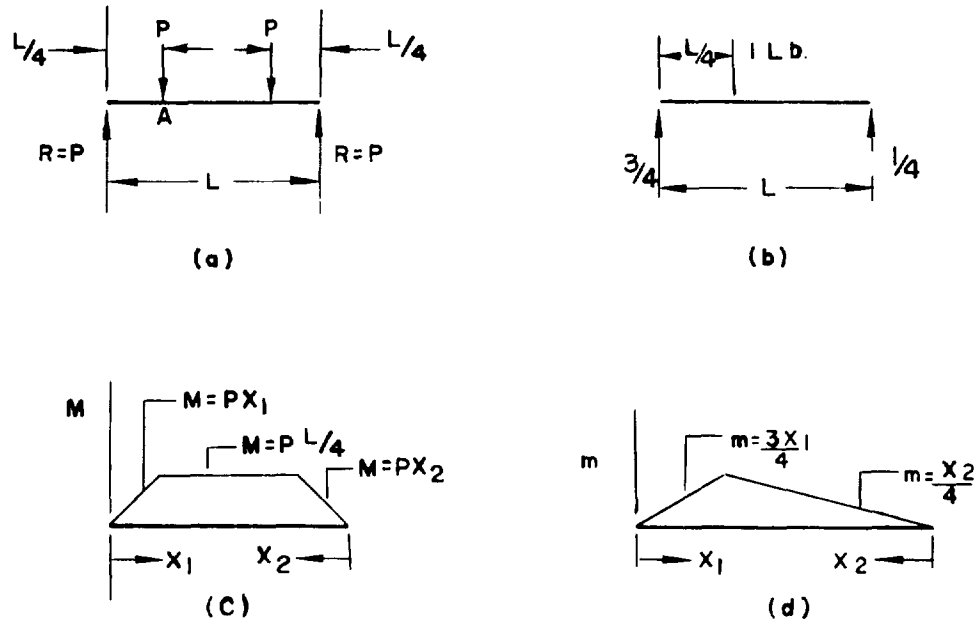 L/4
P
P
L/4
A
R=P
R=P
L
(a)
L/4
1 Lb.
3/4
1/4
L
(b)
M
M=PX1
M=P L/4
M=PX2
X1
X2
(C)
m
m=3X1/4
m=X2/4
X1
X2
(d)